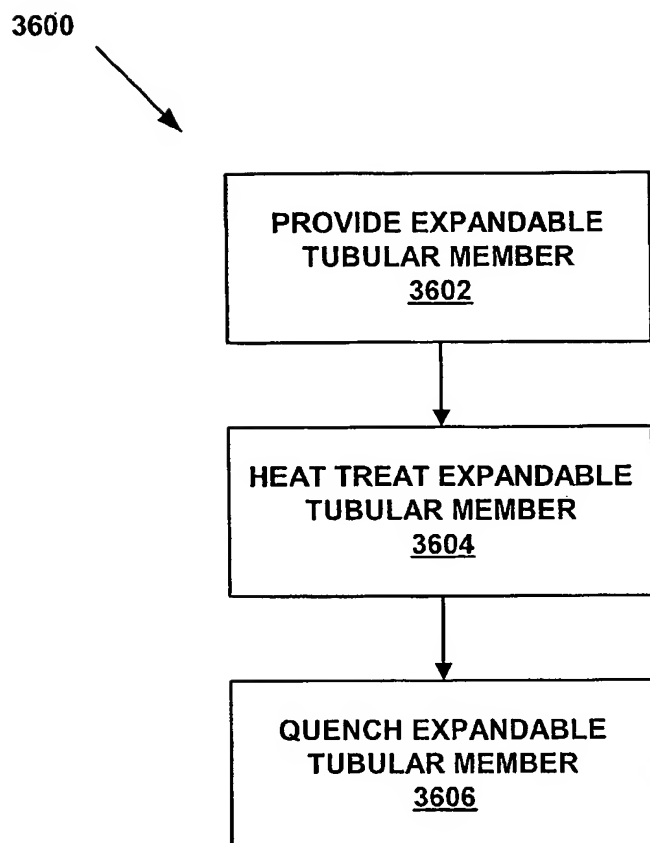 3600
PROVIDE EXPANDABLE
TUBULAR MEMBER
3602
HEAT TREAT EXPANDABLE
TUBULAR MEMBER
3604
QUENCH EXPANDABLE
TUBULAR MEMBER
3606